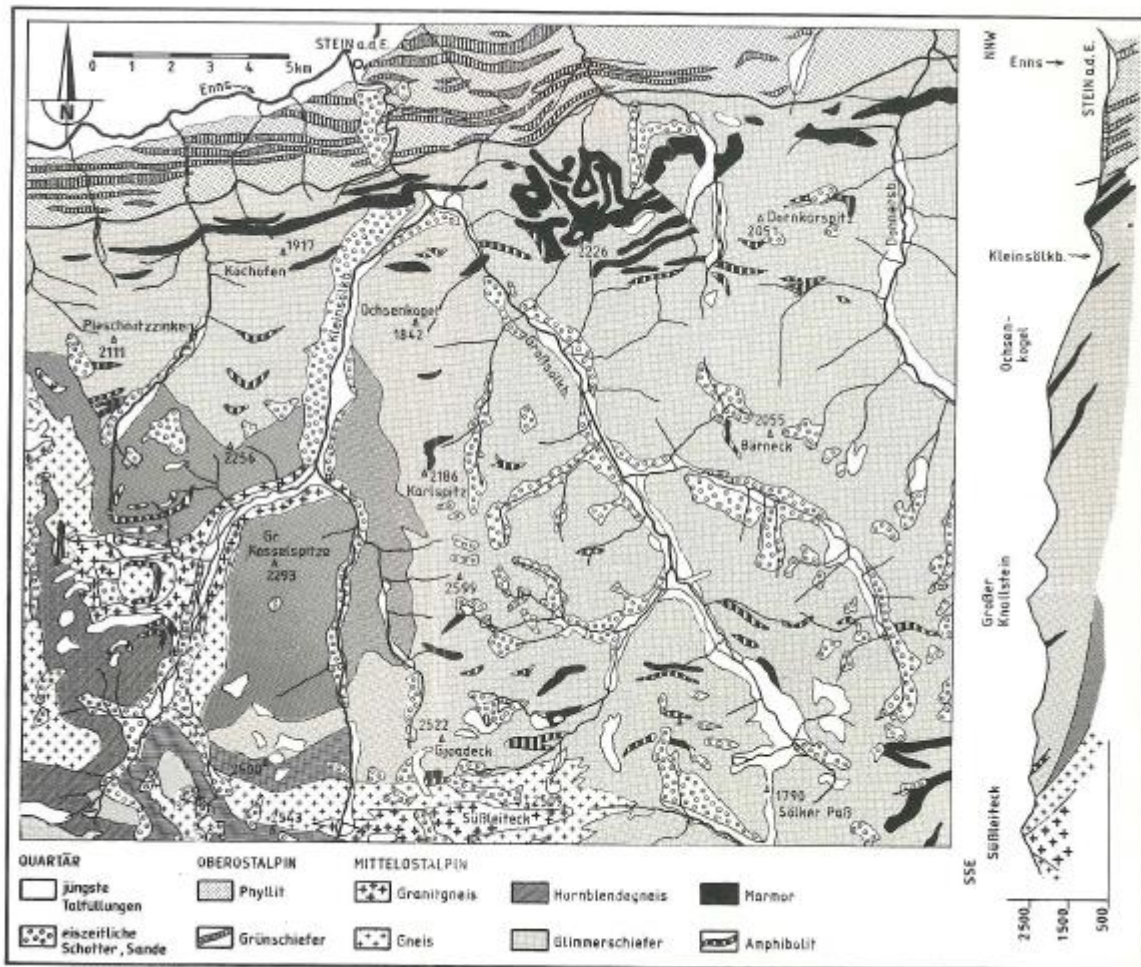 STEIN a.d.E.
0 1 2 3 4 5km
Enns
N
1917
Kochofen
Pleschnitzzinken
2111
Kleinsölkb.
Ochsenkogel
1842
2226
Dornkarspitz
2051
Donnersb.
Großsölkb.
2256
2186
Karlspitz
2055
Barneck
Gr.
Kesselspitze
2293
2599
2522
Gjoadeck
Süßleiteck
2543
1790
Sölker Paß
NNW
Enns
STEIN a.d.E.
Kleinsölkb.
Ochsen-
kogel
Großer
Knallstein
Süßleiteck
SSE
2500
1500
500
QUARTÄR
jüngste
Talfüllungen
eiszeitliche
Schotter, Sande
OBEROSTALPIN
Phyllit
Grünschiefer
MITTELOSTALPIN
Granitgneis
Gneis
Hornblendegneis
Glimmerschiefer
Marmor
Amphibolit